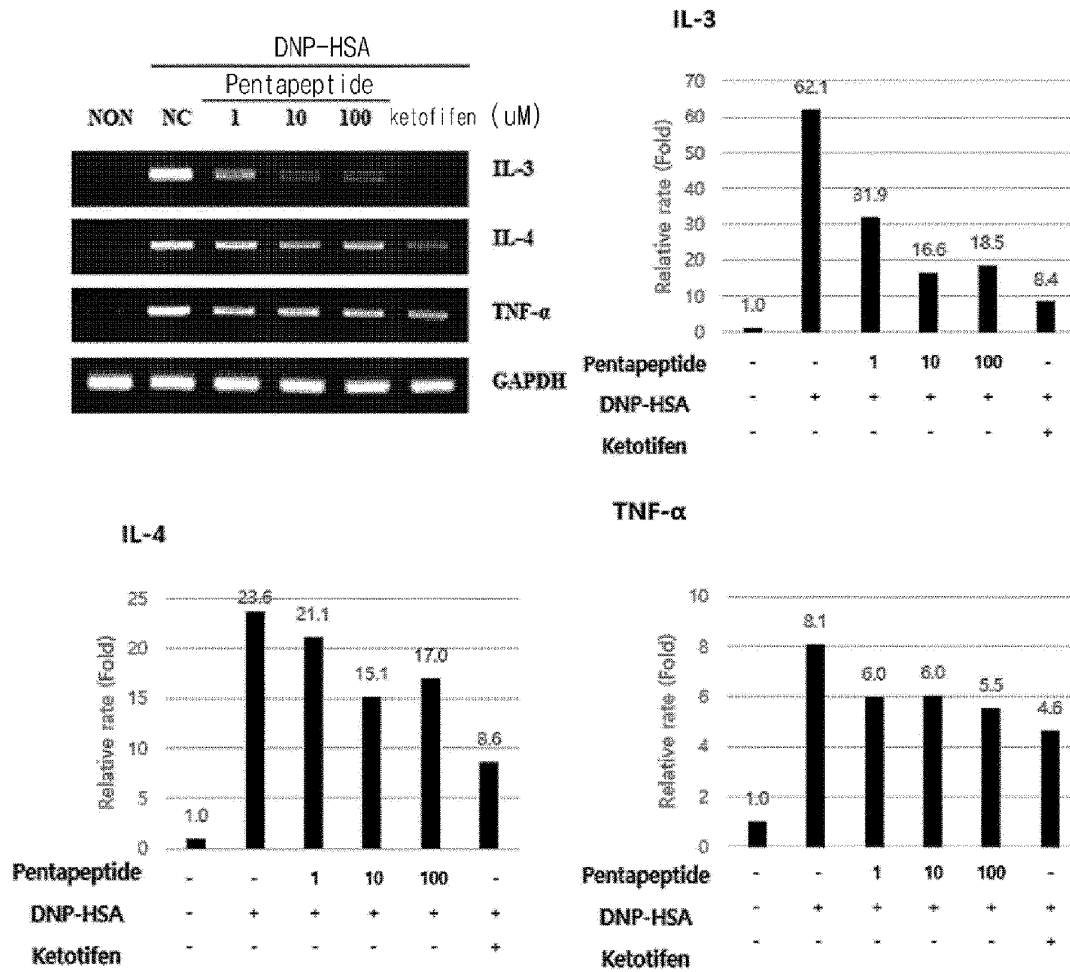 DNP-HSA
Pentapeptide
NON NC 1 10 100 ketofifen (uM)
IL-3
IL-4
TNF-α
GAPDH
IL-3
Relative rate (Fold)
70
60
50
40
30
20
10
0
1.0
62.1
31.9
16.6
18.5
8.4
Pentapeptide - - 1 10 100 -
DNP-HSA - + + + + +
Ketotifen - - - - - +
IL-4
Relative rate (Fold)
25
20
15
10
5
0
1.0
23.6
21.1
15.1
17.0
8.6
Pentapeptide - - 1 10 100 -
DNP-HSA - + + + + +
Ketotifen - - - - - +
TNF-α
Relative rate (Fold)
10
8
6
4
2
0
1.0
8.1
6.0
6.0
5.5
4.6
Pentapeptide - - 1 10 100 -
DNP-HSA - + + + + +
Ketotifen - - - - - +